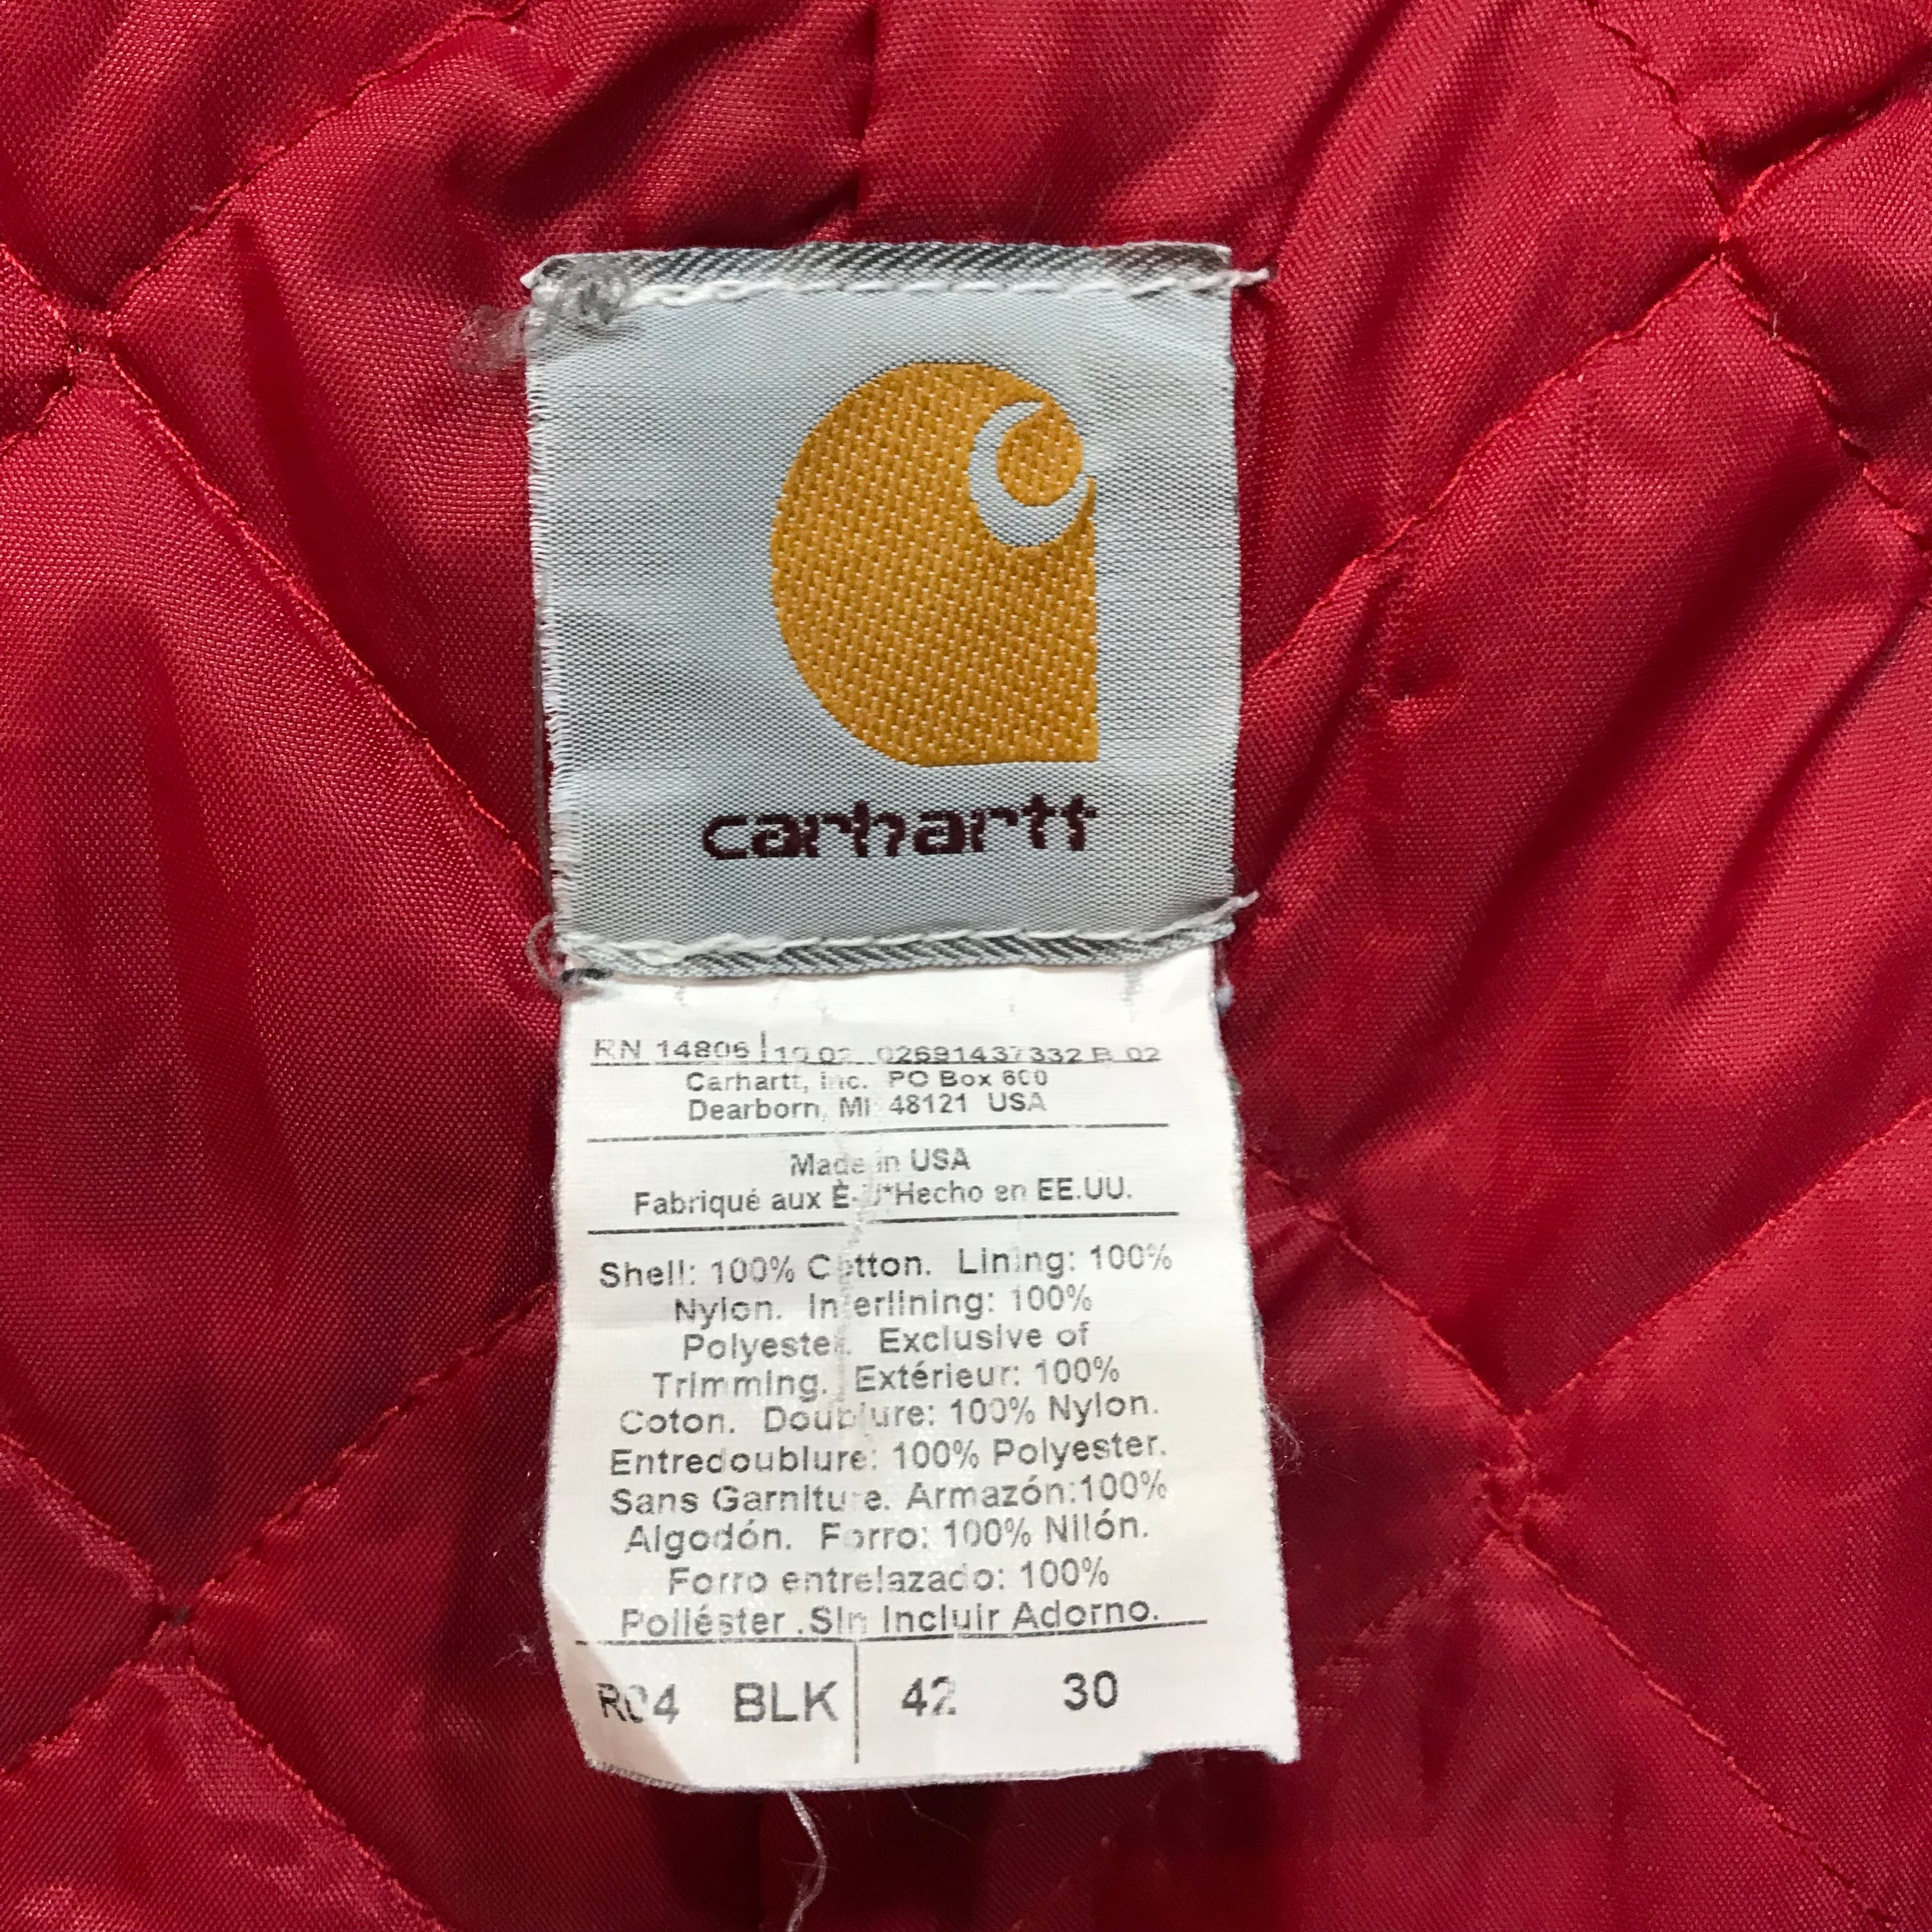 carhartt
RN 14806 10 02 02691437332 B 02
Carhartt, Inc. PO Box 600
Dearborn, MI 48121 USA
Made in USA
Fabriqué aux É-U*Hecho en EE.UU.
Shell: 100% Cotton. Lining: 100%
Nylon. Interlining: 100%
Polyester. Exclusive of
Trimming. Extérieur: 100%
Coton. Doublure: 100% Nylon.
Entredoublure: 100% Polyester.
Sans Garniture. Armazón:100%
Algodón. Forro: 100% Nilón.
Forro entrelazado: 100%
Poliéster .Sin Incluir Adorno.
R04 BLK 42 30